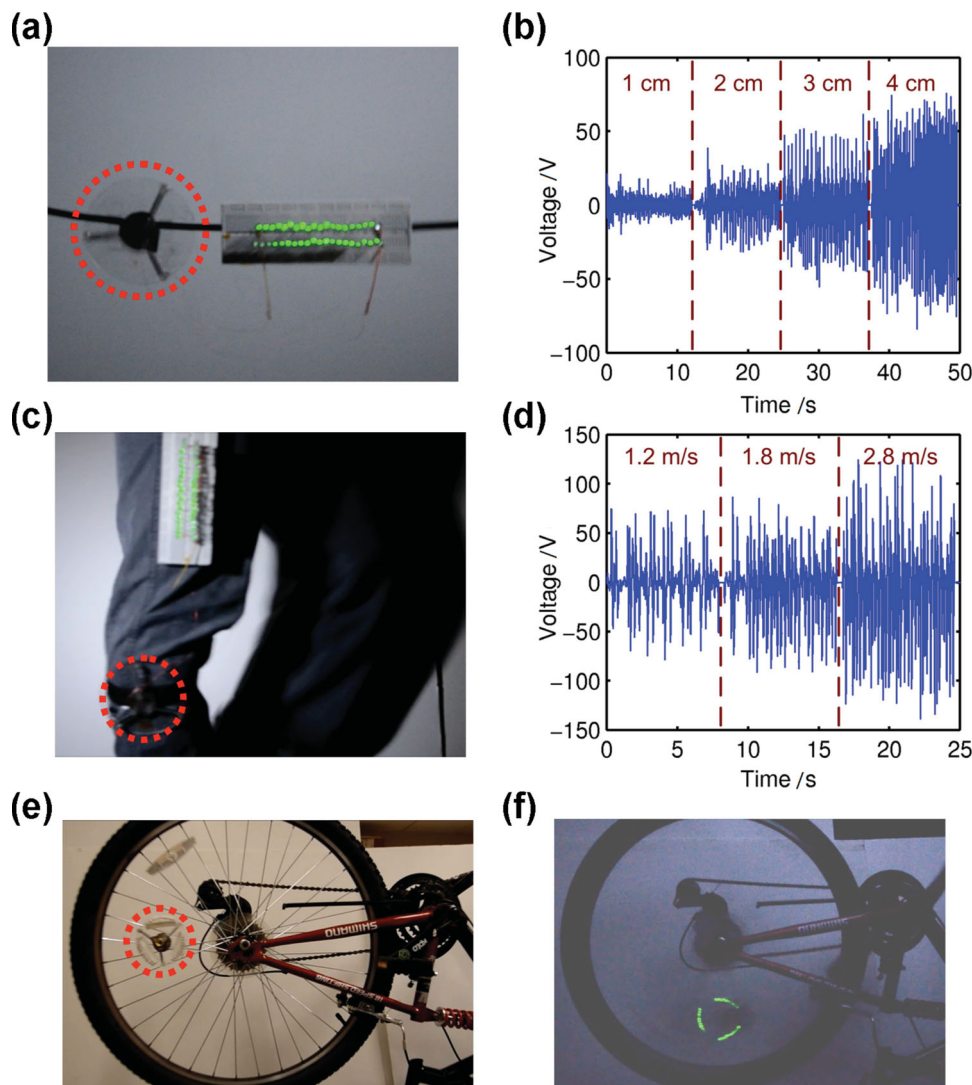 (a)
(b)
100
50
0
−50
−100
Voltage /V
1 cm
2 cm
3 cm
4 cm
0
10
20
30
40
50
Time /s
(c)
(d)
150
100
50
0
−50
−100
−150
Voltage /V
1.2 m/s
1.8 m/s
2.8 m/s
0
5
10
15
20
25
Time /s
(e)
SHIMANO
(f)
SHIMANO